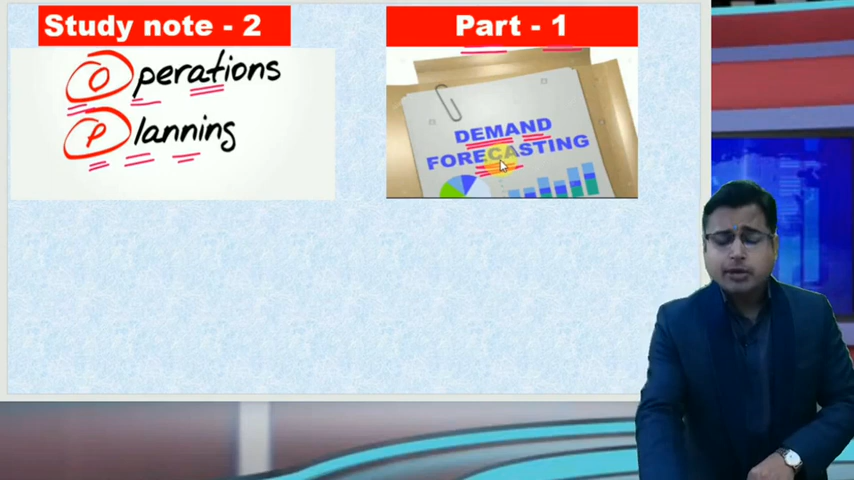 Study note - 2
Operations
Planning
Part - 1
DEMAND
FORECASTING